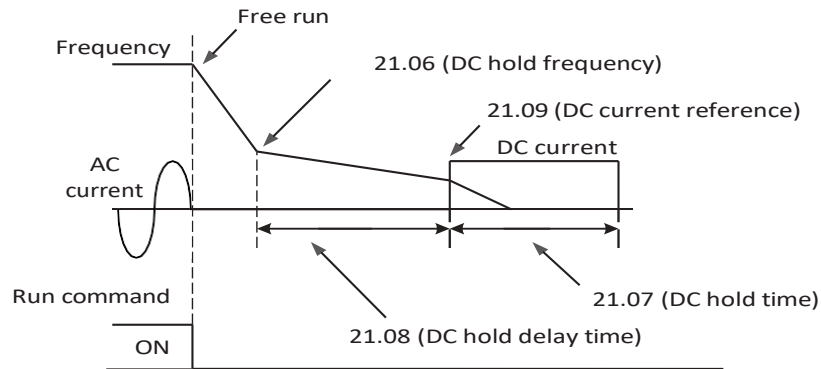 Free run
Frequency
21.06 (DC hold frequency)
21.09 (DC current reference)
DC current
AC
current
Run command
21.07 (DC hold time)
21.08 (DC hold delay time)
ON